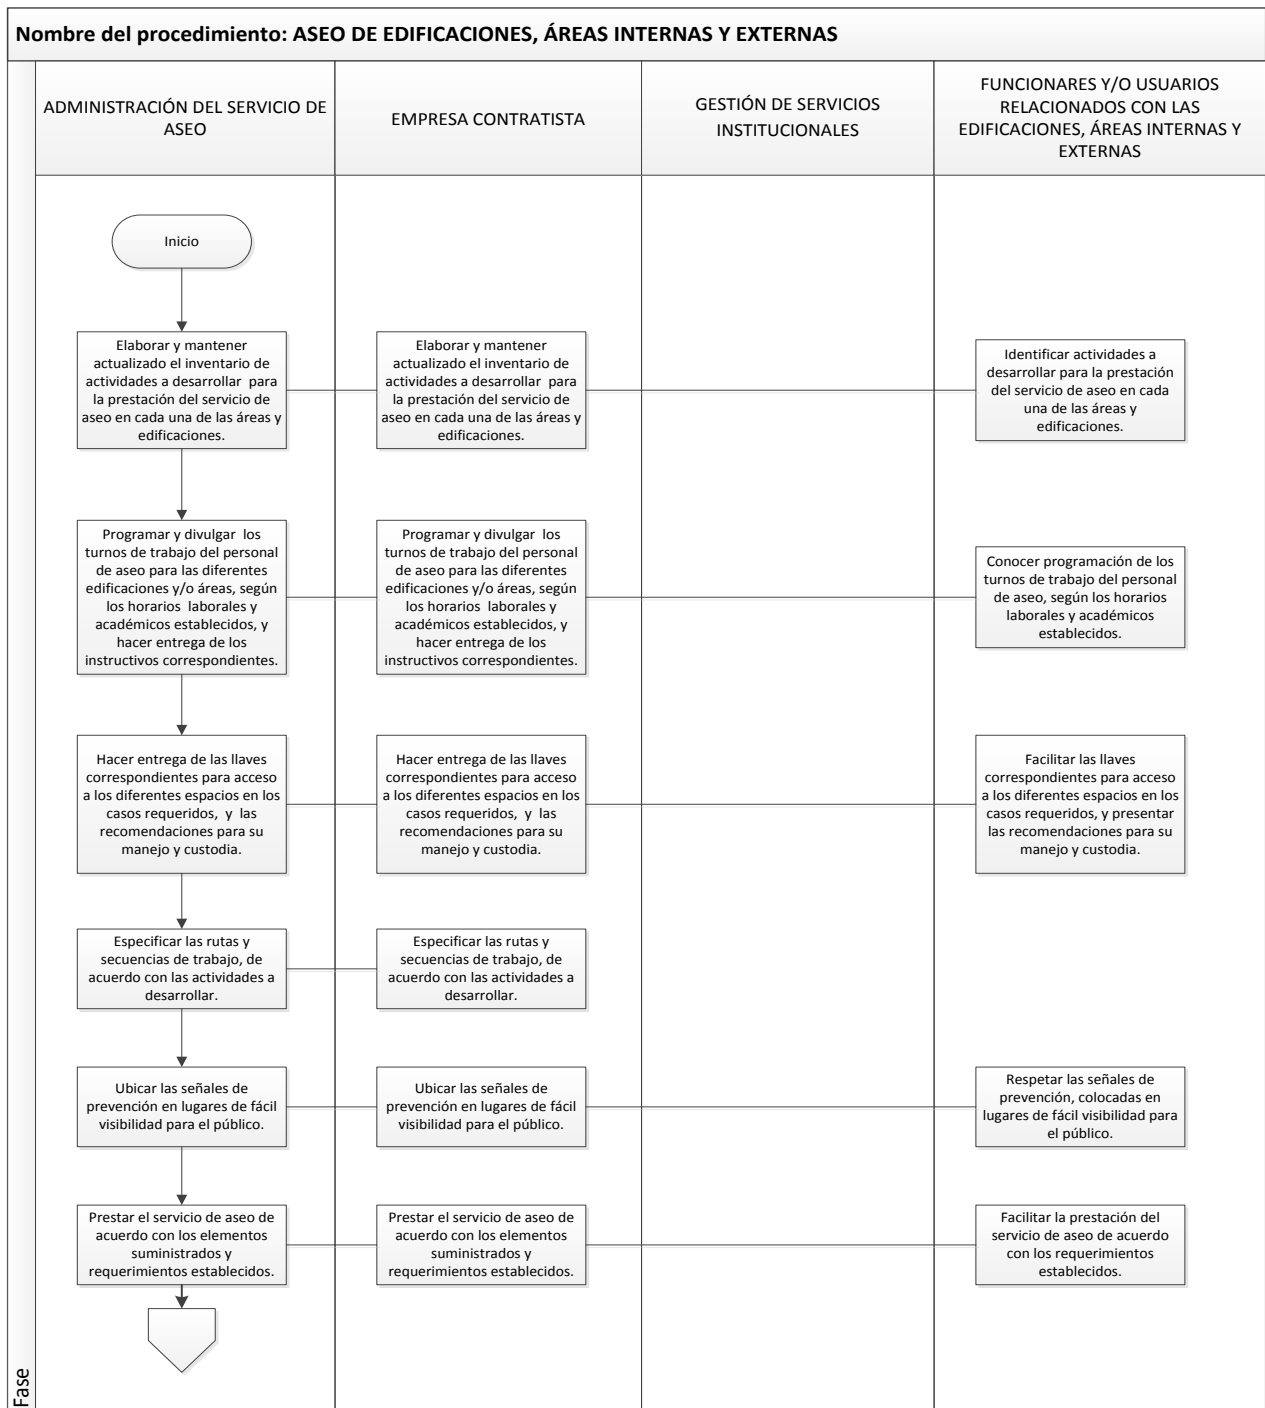 Nombre del procedimiento: ASEO DE EDIFICACIONES, ÁREAS INTERNAS Y EXTERNAS
ADMINISTRACIÓN DEL SERVICIO DE
ASEO
EMPRESA CONTRATISTA
GESTIÓN DE SERVICIOS
INSTITUCIONALES
FUNCIONARES Y/O USUARIOS
RELACIONADOS CON LAS
EDIFICACIONES, ÁREAS INTERNAS Y
EXTERNAS
Inicio
Elaborar y mantener
actualizado el inventario de
actividades a desarrollar para
la prestación del servicio de
aseo en cada una de las áreas y
edificaciones.
Elaborar y mantener
actualizado el inventario de
actividades a desarrollar para
la prestación del servicio de
aseo en cada una de las áreas y
edificaciones.
Identificar actividades a
desarrollar para la prestación
del servicio de aseo en cada
una de las áreas y
edificaciones.
Programar y divulgar los
turnos de trabajo del personal
de aseo para las diferentes
edificaciones y/o áreas, según
los horarios laborales y
académicos establecidos, y
hacer entrega de los
instructivos correspondientes.
Programar y divulgar los
turnos de trabajo del personal
de aseo para las diferentes
edificaciones y/o áreas, según
los horarios laborales y
académicos establecidos, y
hacer entrega de los
instructivos correspondientes.
Conocer programación de los
turnos de trabajo del personal
de aseo, según los horarios
laborales y académicos
establecidos.
Hacer entrega de las llaves
correspondientes para acceso
a los diferentes espacios en los
casos requeridos, y las
recomendaciones para su
manejo y custodia.
Hacer entrega de las llaves
correspondientes para acceso
a los diferentes espacios en los
casos requeridos, y las
recomendaciones para su
manejo y custodia.
Facilitar las llaves
correspondientes para acceso
a los diferentes espacios en los
casos requeridos, y presentar
las recomendaciones para su
manejo y custodia.
Especificar las rutas y
secuencias de trabajo, de
acuerdo con las actividades a
desarrollar.
Especificar las rutas y
secuencias de trabajo, de
acuerdo con las actividades a
desarrollar.
Ubicar las señales de
prevención en lugares de fácil
visibilidad para el público.
Ubicar las señales de
prevención en lugares de fácil
visibilidad para el público.
Respetar las señales de
prevención, colocadas en
lugares de fácil visibilidad para
el público.
Prestar el servicio de aseo de
acuerdo con los elementos
suministrados y
requerimientos establecidos.
Prestar el servicio de aseo de
acuerdo con los elementos
suministrados y
requerimientos establecidos.
Facilitar la prestación del
servicio de aseo de acuerdo
con los requerimientos
establecidos.
Fase